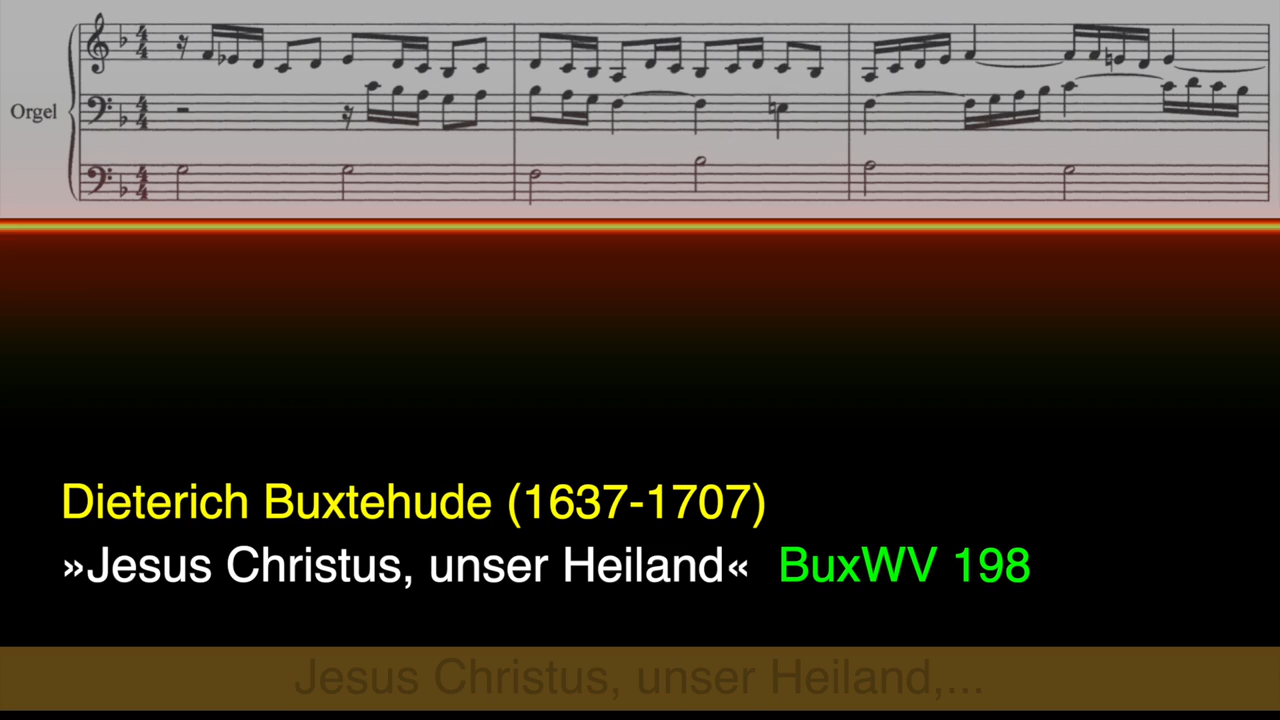 Orgel
Dieterich Buxtehude (1637-1707)
»Jesus Christus, unser Heiland« BuxWV 198
Jesus Christus, unser Heiland,...